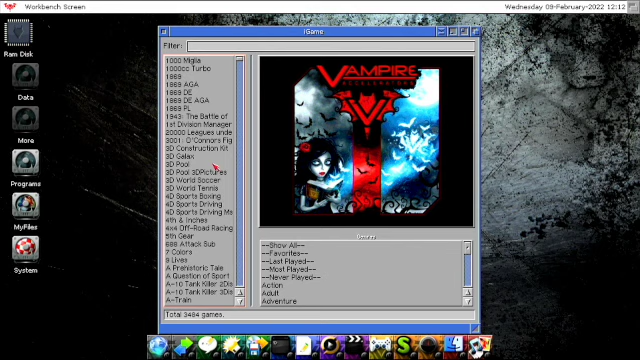 Workbench Screen
Wednesday 09-February-2022 12:12
iGame
Filter:
Ram Disk
Data
More
Programs
MyFiles
System
1000 Miglia
1000cc Turbo
1869
1869 AGA
1869 DE
1869 DE AGA
1869 PL
1943: The Battle of
1st Division Manager
20000 Leagues unde
3001: O'Connors Fig
3D Construction Kit
3D Galax
3D Pool
3D Pool 3DPictures
3D World Soccer
3D World Tennis
4D Sports Boxing
4D Sports Driving
4D Sports Driving Ms
4th & Inches
4x4 Off-Road Racing
5th Gear
688 Attack Sub
7 Colors
9 Lives
A Prehistoric Tale
A Question of Sport
A-10 Tank Killer 2Dis
A-10 Tank Killer 3Dis
A-Train
VAMPIRE
--Show All--
--Favorites--
--Last Played--
--Most Played--
--Never Played--
Action
Adult
Adventure
Total 3484 games.